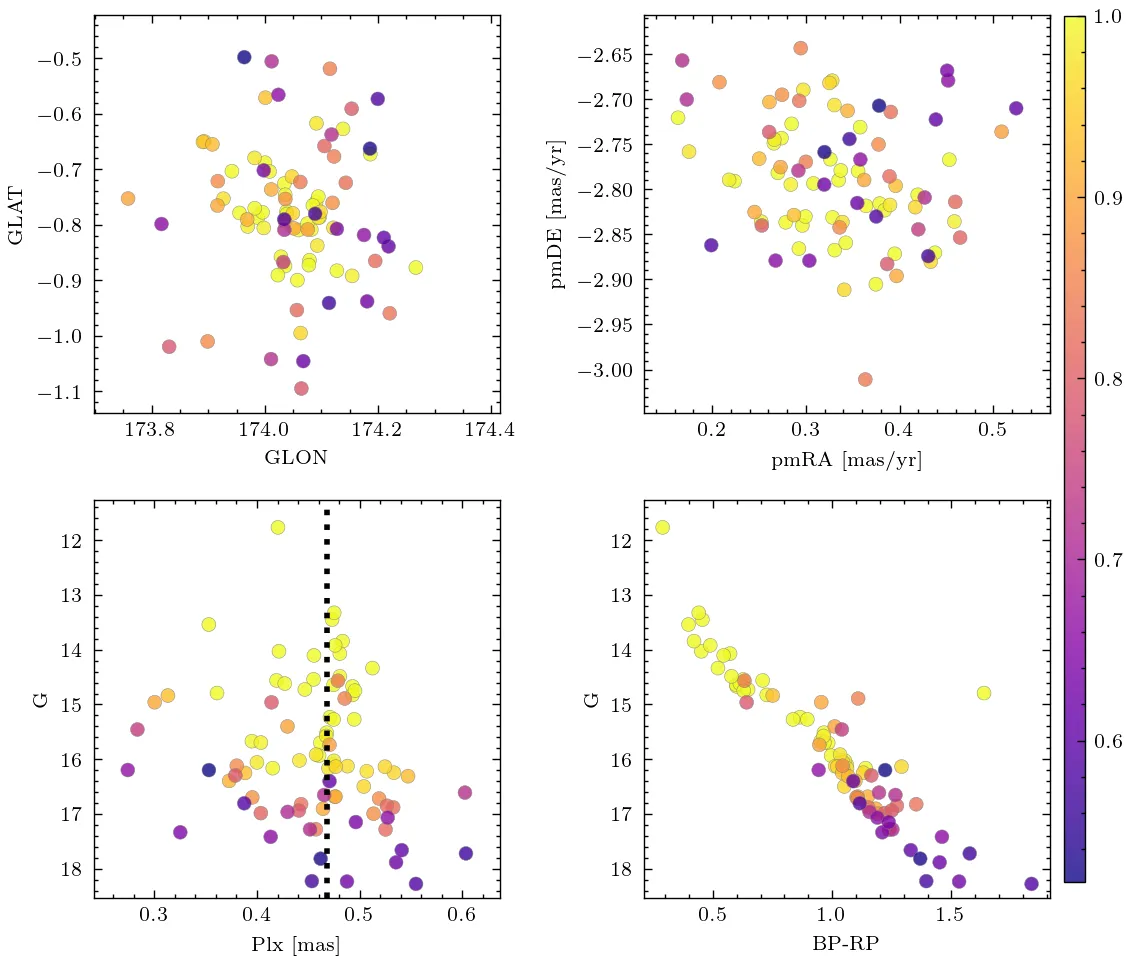 −0.5
−0.6
−0.7
−0.8
−0.9
−1.0
−1.1
GLAT
173.8 174.0 174.2 174.4
GLON
−2.65
−2.70
−2.75
−2.80
−2.85
−2.90
−2.95
−3.00
pmDE [mas/yr]
0.2 0.3 0.4 0.5
pmRA [mas/yr]
1.0
0.9
0.8
0.7
0.6
12
13
14
15
16
17
18
G
0.3 0.4 0.5 0.6
Plx [mas]
12
13
14
15
16
17
18
G
0.5 1.0 1.5
BP-RP